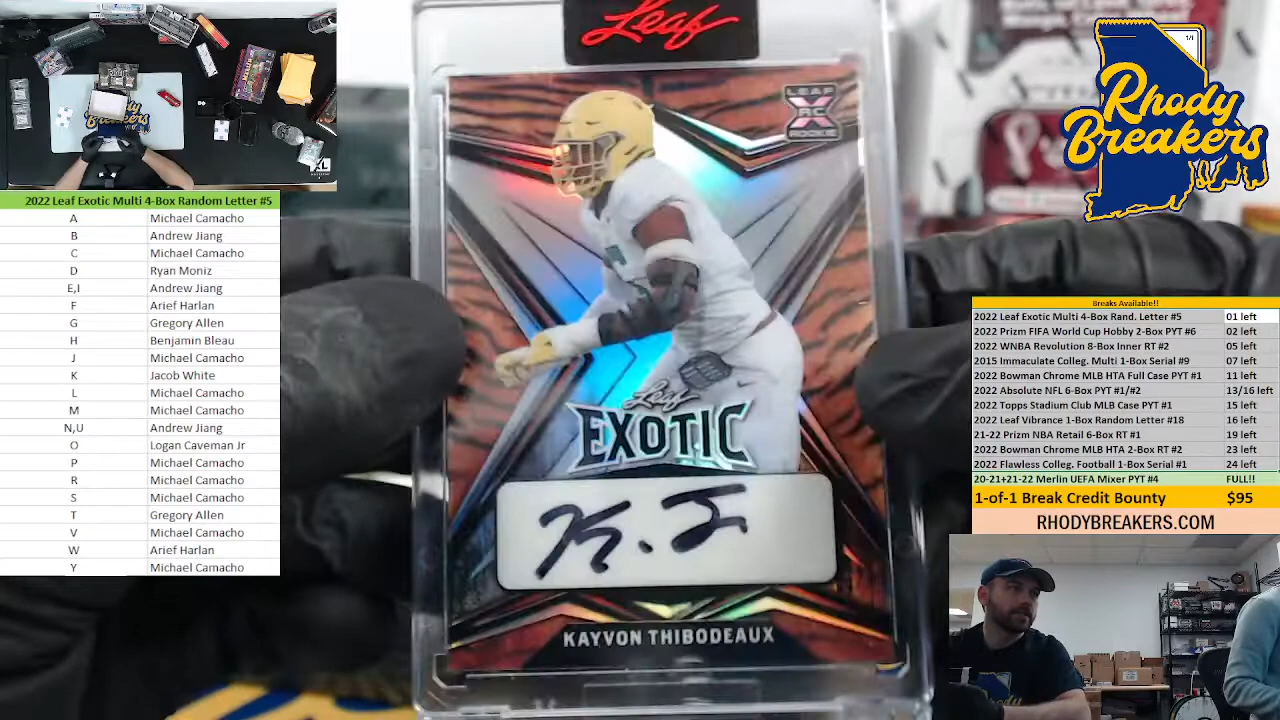 2022 Leaf Exotic Multi 4-Box Random Letter #5
A Michael Camacho
B Andrew Jiang
C Michael Camacho
D Ryan Moniz
E,I Andrew Jiang
F Arief Harlan
G Gregory Allen
H Benjamin Bleau
J Michael Camacho
K Jacob White
L Michael Camacho
M Michael Camacho
N,U Andrew Jiang
O Logan Caveman Jr
P Michael Camacho
R Michael Camacho
S Michael Camacho
T Gregory Allen
V Michael Camacho
W Arief Harlan
Y Michael Camacho
Leaf
LEAF
RC
ROOKIE
Leaf
EXOTIC
KAYVON THIBODEAUX
1/1
Rhody
Breakers
Breaks Available!!
2022 Leaf Exotic Multi 4-Box Rand. Letter #5 01 left
2022 Prizm FIFA World Cup Hobby 2-Box PYT #6 02 left
2022 WNBA Revolution 8-Box Inner RT #2 05 left
2015 Immaculate Colleg. Multi 1-Box Serial #9 07 left
2022 Bowman Chrome MLB HTA Full Case PYT #1 11 left
2022 Absolute NFL 6-Box PYT #1/#2 13/16 left
2022 Topps Stadium Club MLB Case PYT #1 15 left
2022 Leaf Vibrance 1-Box Random Letter #18 16 left
21-22 Prizm NBA Retail 6-Box RT #1 19 left
2022 Bowman Chrome MLB HTA 2-Box RT #2 23 left
2022 Flawless Colleg. Football 1-Box Serial #1 24 left
20-21+21-22 Merlin UEFA Mixer PYT #4 FULL!!
1-of-1 Break Credit Bounty $95
RHODYBREAKERS.COM